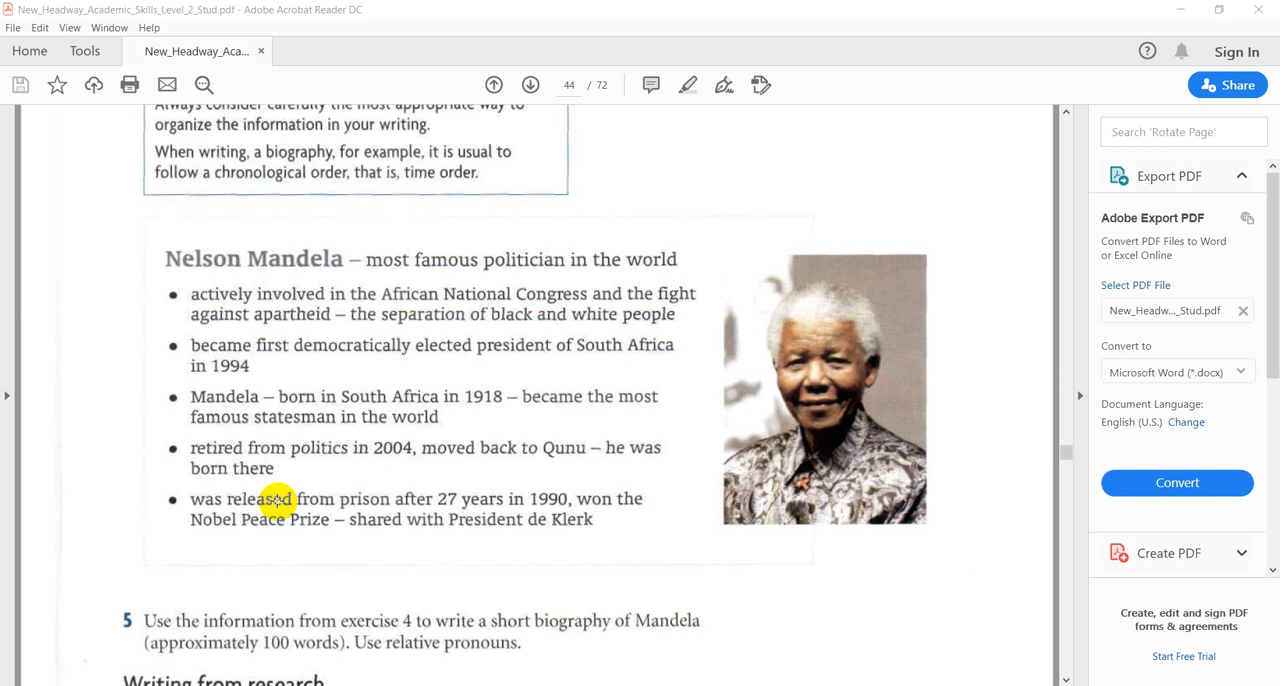 New_Headway_Academic_Skills_Level_2_Stud.pdf - Adobe Acrobat Reader DC
File Edit View Window Help
Home Tools New_Headway_Aca... ×
? Sign In
44 / 72
Share
Always consider carefully the most appropriate way to
organize the information in your writing.
When writing, a biography, for example, it is usual to
follow a chronological order, that is, time order.
Nelson Mandela – most famous politician in the world
• actively involved in the African National Congress and the fight
against apartheid – the separation of black and white people
• became first democratically elected president of South Africa
in 1994
• Mandela – born in South Africa in 1918 – became the most
famous statesman in the world
• retired from politics in 2004, moved back to Qunu – he was
born there
• was released from prison after 27 years in 1990, won the
Nobel Peace Prize – shared with President de Klerk
5 Use the information from exercise 4 to write a short biography of Mandela
(approximately 100 words). Use relative pronouns.
Writing from research
Search 'Rotate Page'
Export PDF
Adobe Export PDF
Convert PDF Files to Word
or Excel Online
Select PDF File
New_Headw..._Stud.pdf
Convert to
Microsoft Word (*.docx)
Document Language:
English (U.S.) Change
Convert
Create PDF
Create, edit and sign PDF
forms & agreements
Start Free Trial